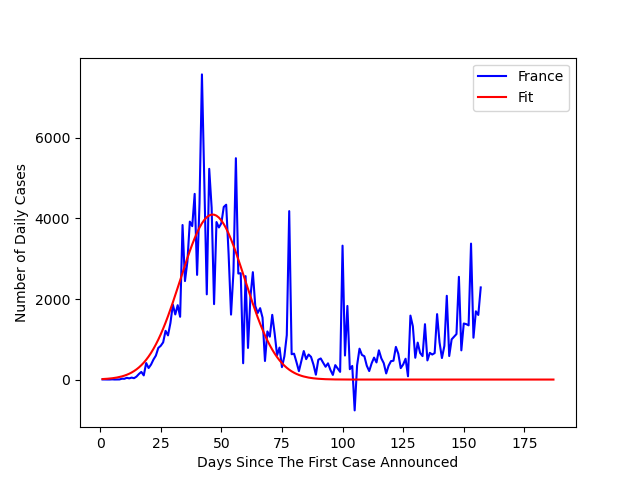 France
Fit
6000
4000
2000
0
Number of Daily Cases
0 25 50 75 100 125 150 175
Days Since The First Case Announced